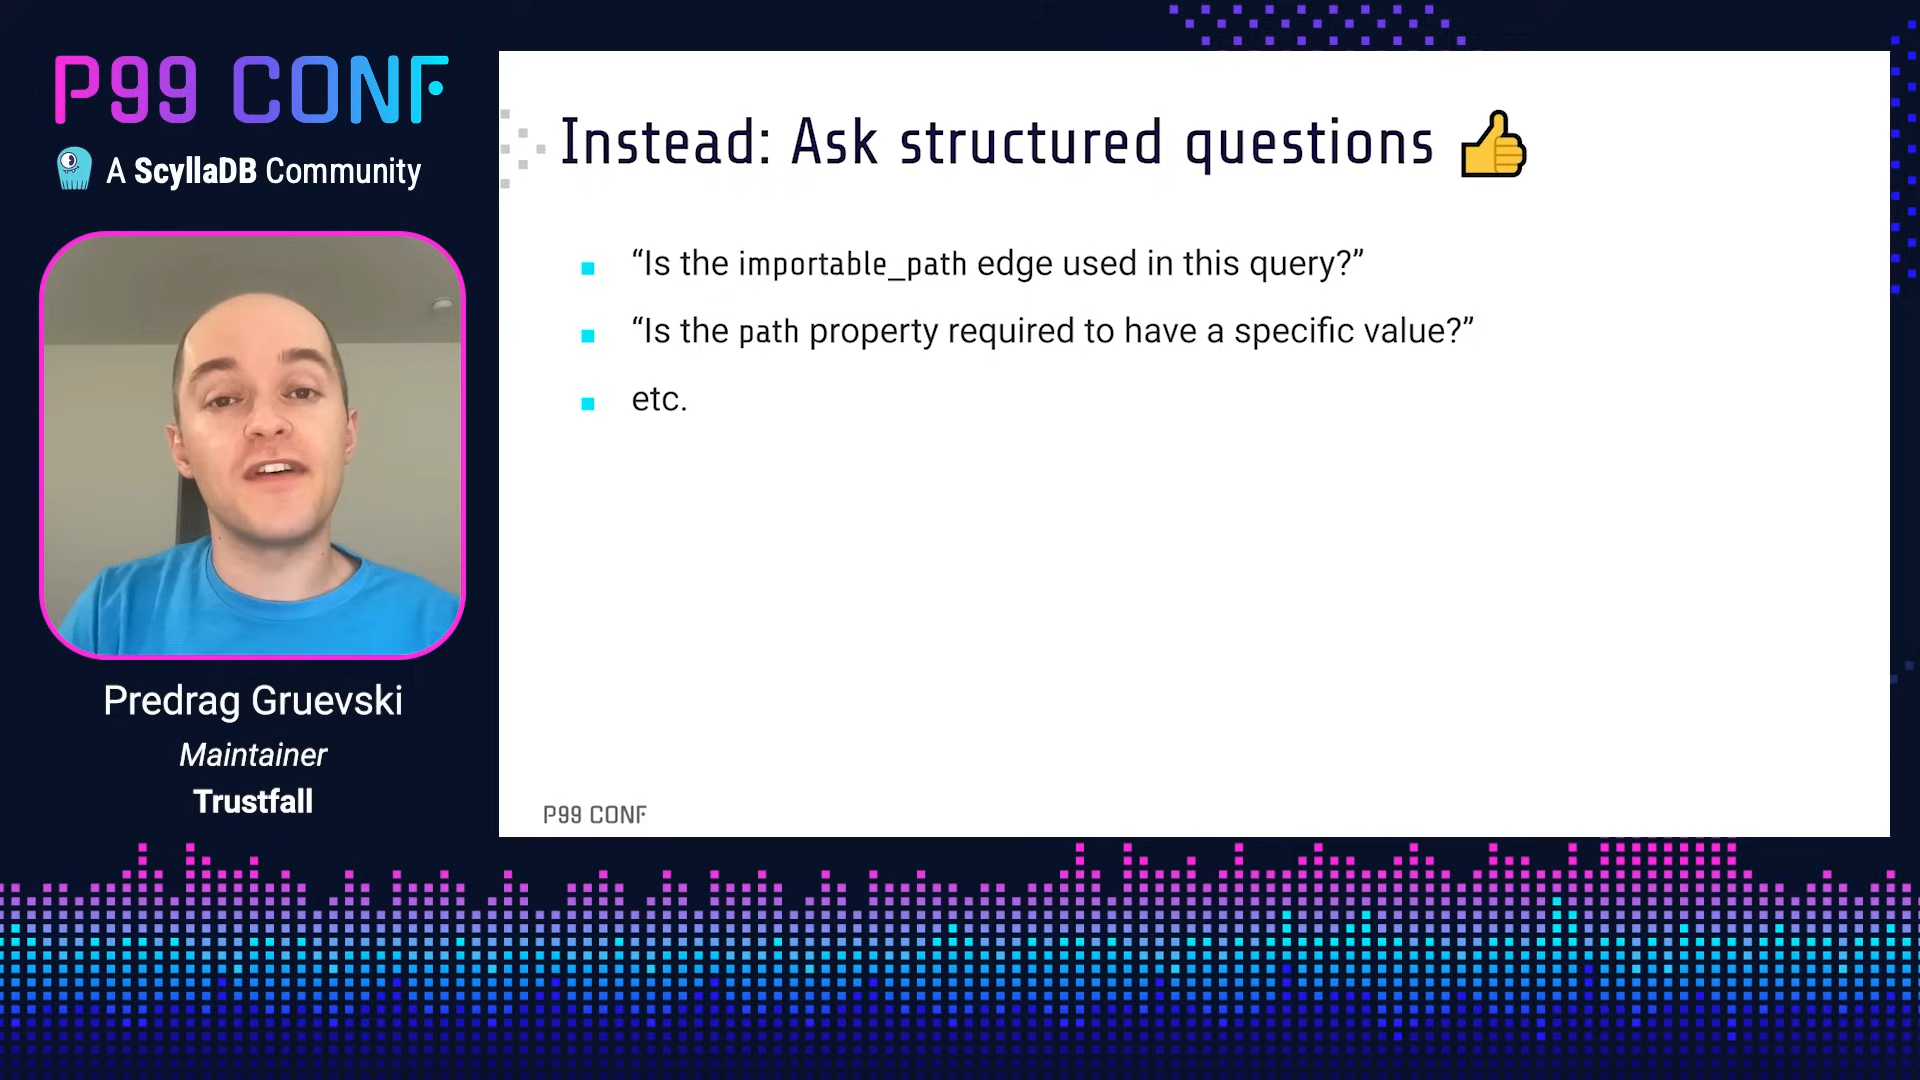 P99 CONF
A ScyllaDB Community
Predrag Gruevski
Maintainer
Trustfall
Instead: Ask structured questions 👍
“Is the importable_path edge used in this query?”
“Is the path property required to have a specific value?”
etc.
P99 CONF